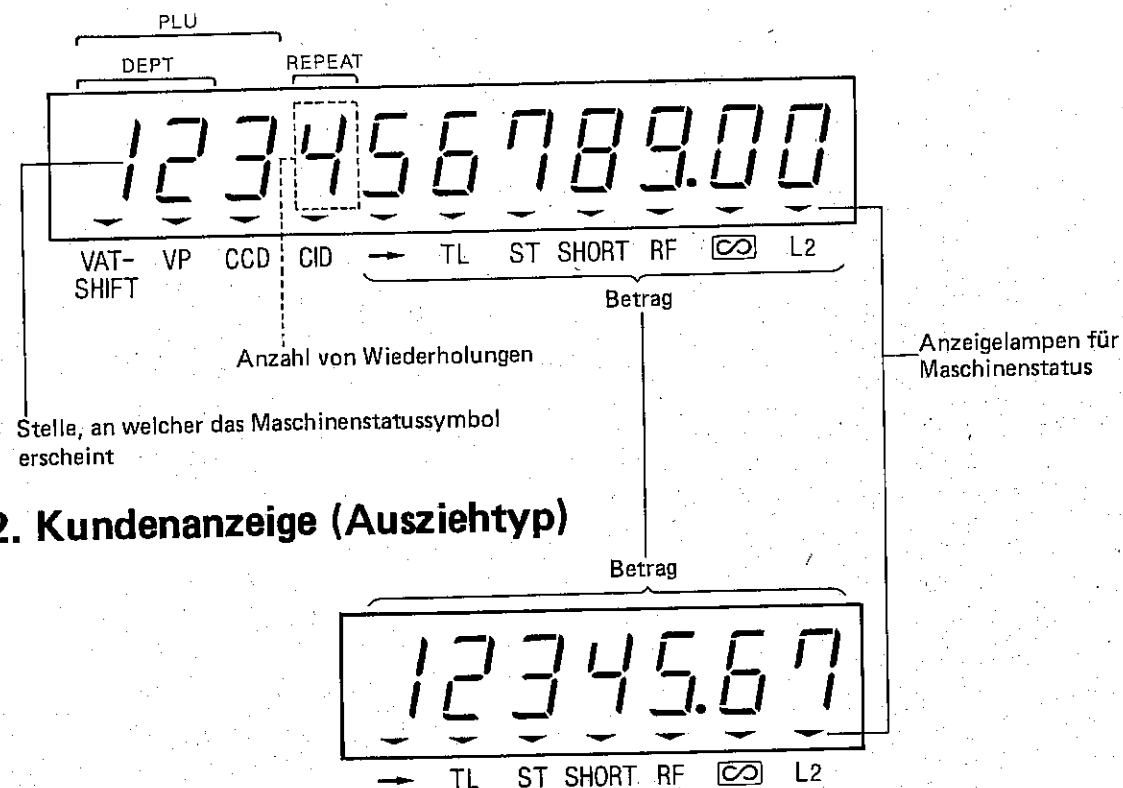 PLU
DEPT REPEAT
123456789.00
VAT- VP CCD CID → TL ST SHORT RF L2
SHIFT
Betrag
Anzahl von Wiederholungen
Anzeigelampen für
Maschinenstatus
Stelle, an welcher das Maschinenstatussymbol
erscheint
2. Kundenanzeige (Ausziehtyp)
Betrag
12345.67
→ TL ST SHORT RF L2